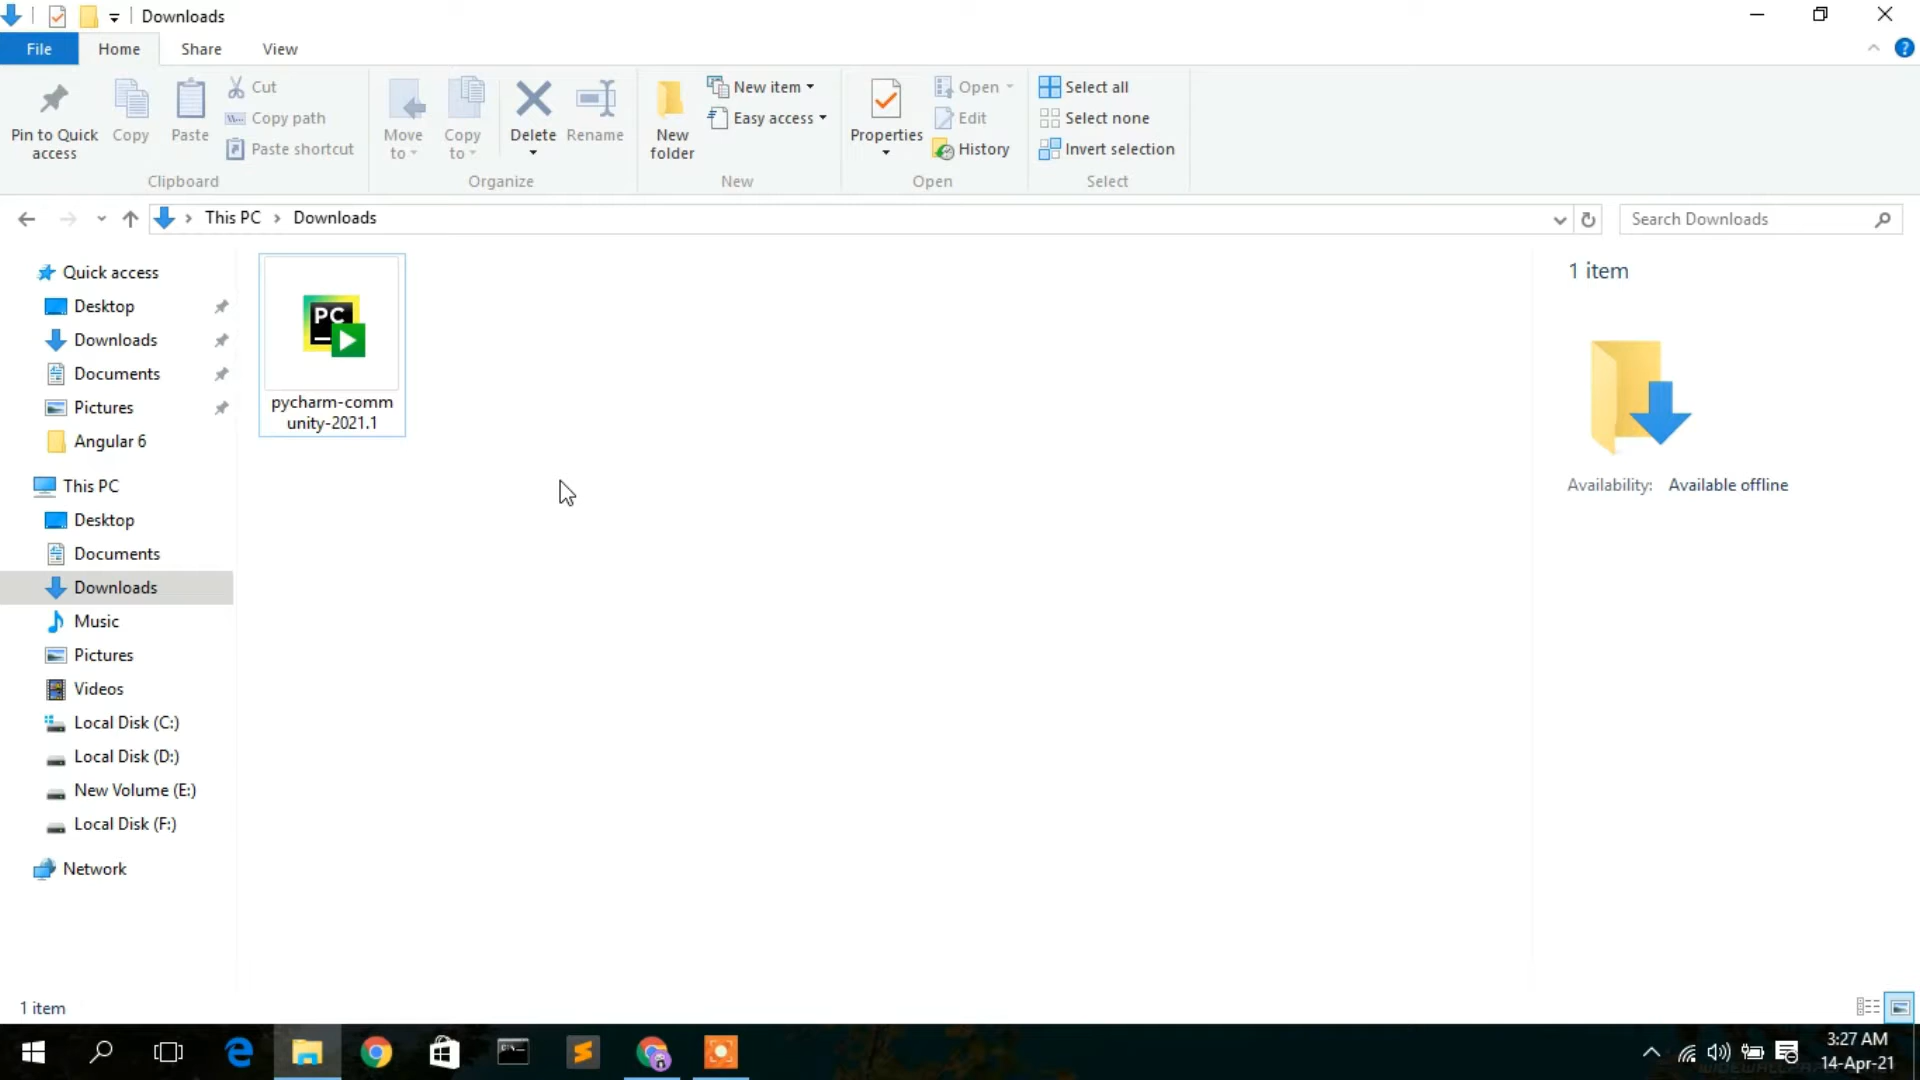 Downloads
File
Home
Share
View
Pin to Quick
access
Copy
Paste
Cut
Copy path
Paste shortcut
Clipboard
Move
to
Copy
to
Delete
Rename
Organize
New
folder
New item
Easy access
New
Properties
Open
Edit
History
Open
Select all
Select none
Invert selection
Select
This PC
Downloads
Search Downloads
Quick access
Desktop
Downloads
Documents
Pictures
Angular 6
This PC
Desktop
Documents
Downloads
Music
Pictures
Videos
Local Disk (C:)
Local Disk (D:)
New Volume (E:)
Local Disk (F:)
Network
PC
pycharm-comm
unity-2021.1
1 item
Availability: Available offline
1 item
3:27 AM
14-Apr-21